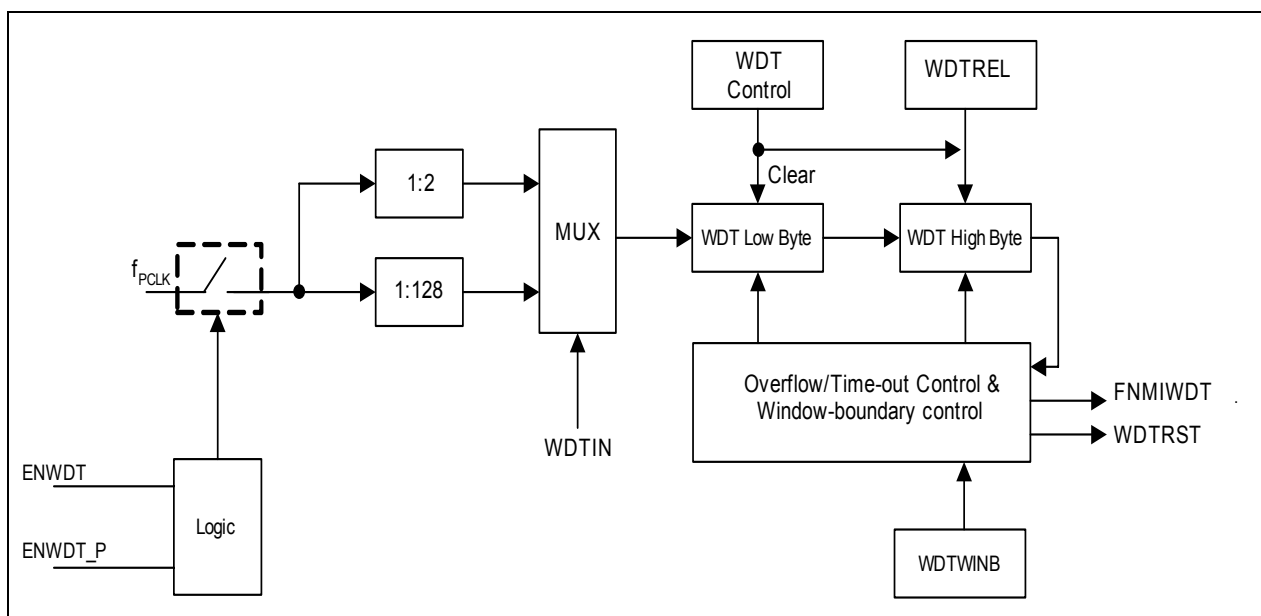 WDT
Control
WDTREL
1:2
Clear
MUX
WDT Low Byte
WDT High Byte
fPCLK
1:128
Overflow/Time-out Control &
Window-boundary control
FNMIWDT
.
WDTIN
WDTRST
ENWDT
Logic
ENWDT_P
WDTWINB